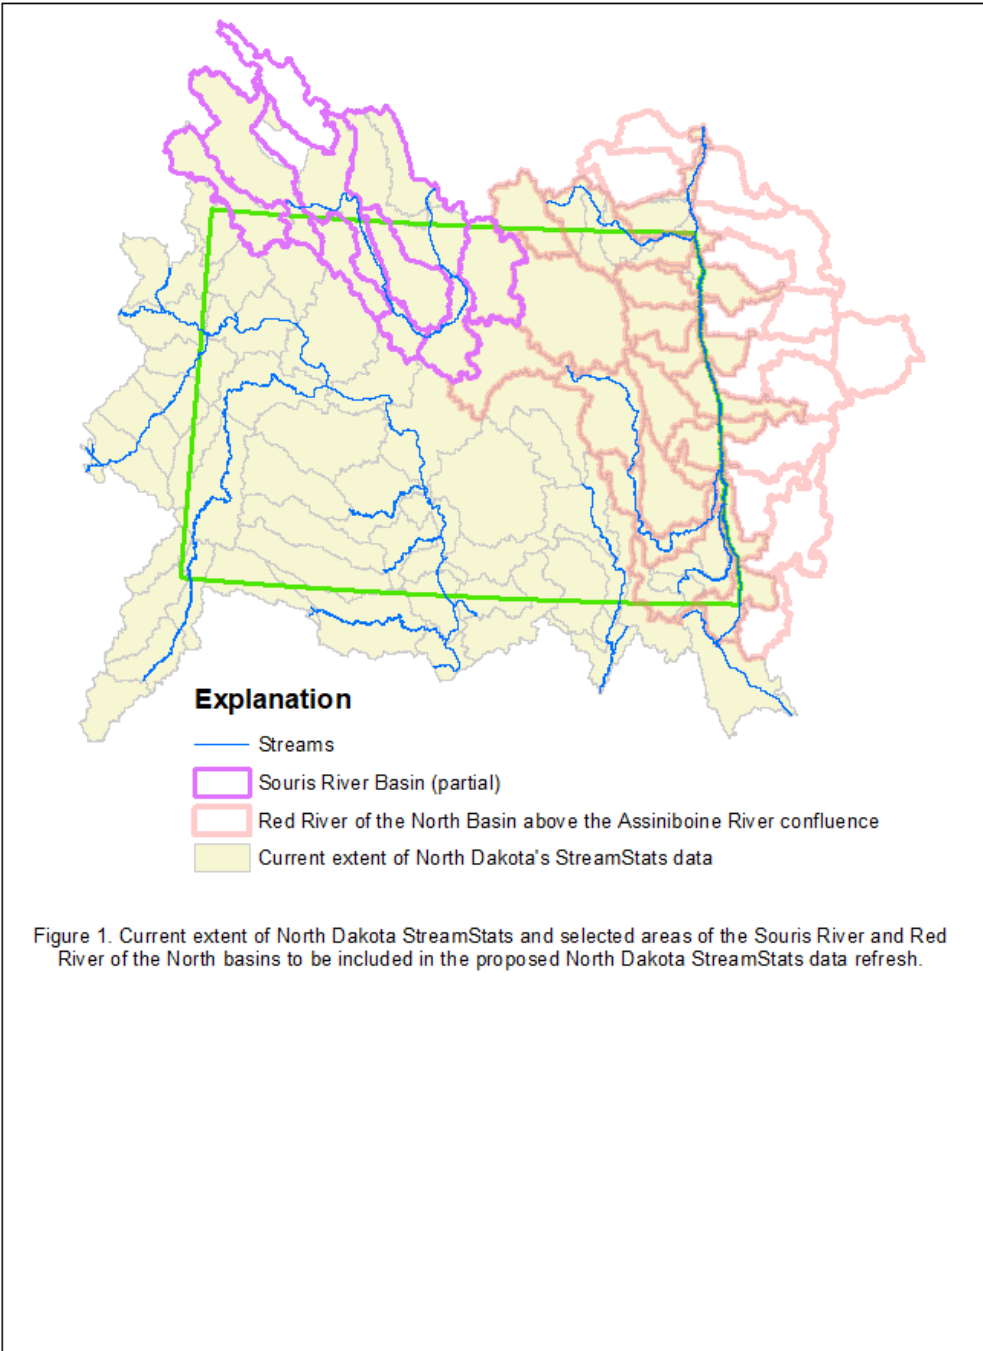 Explanation
Streams
Souris River Basin (partial)
Red River of the North Basin above the Assiniboine River confluence
Current extent of North Dakota's StreamStats data
Figure 1. Current extent of North Dakota StreamStats and selected areas of the Souris River and Red
River of the North basins to be included in the proposed North Dakota StreamStats data refresh.